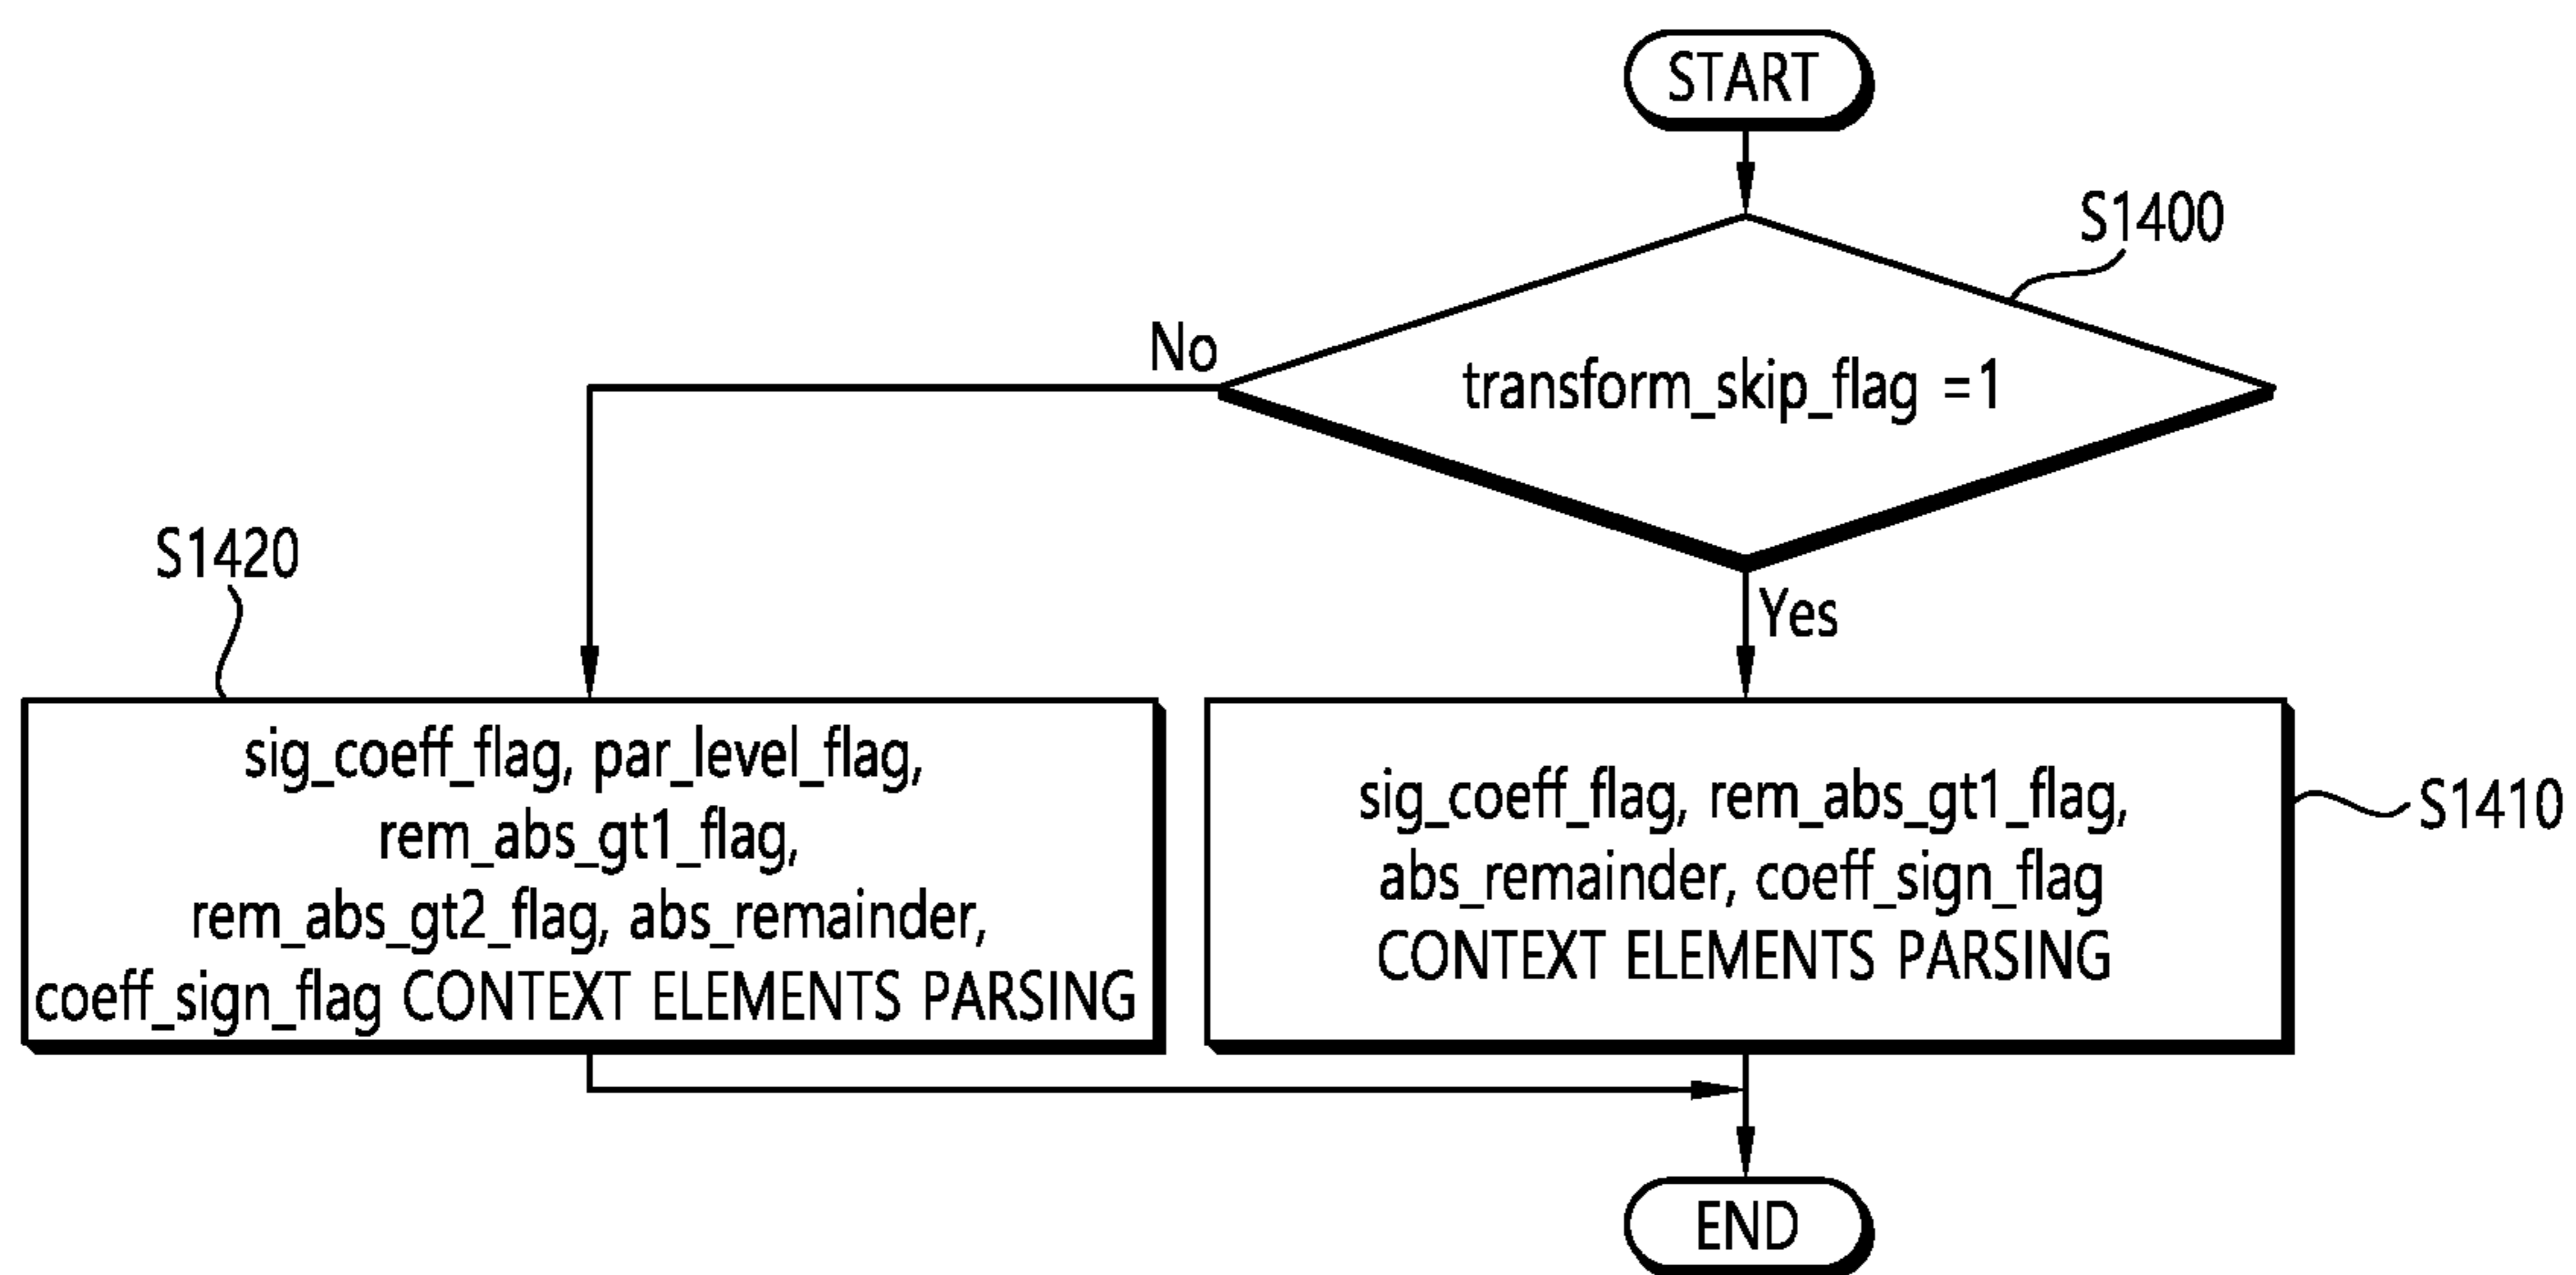 START
S1400
transform_skip_flag =1
No
Yes
S1420
sig_coeff_flag, par_level_flag,
rem_abs_gt1_flag,
rem_abs_gt2_flag, abs_remainder,
coeff_sign_flag CONTEXT ELEMENTS PARSING
sig_coeff_flag, rem_abs_gt1_flag,
abs_remainder, coeff_sign_flag
CONTEXT ELEMENTS PARSING
S1410
END